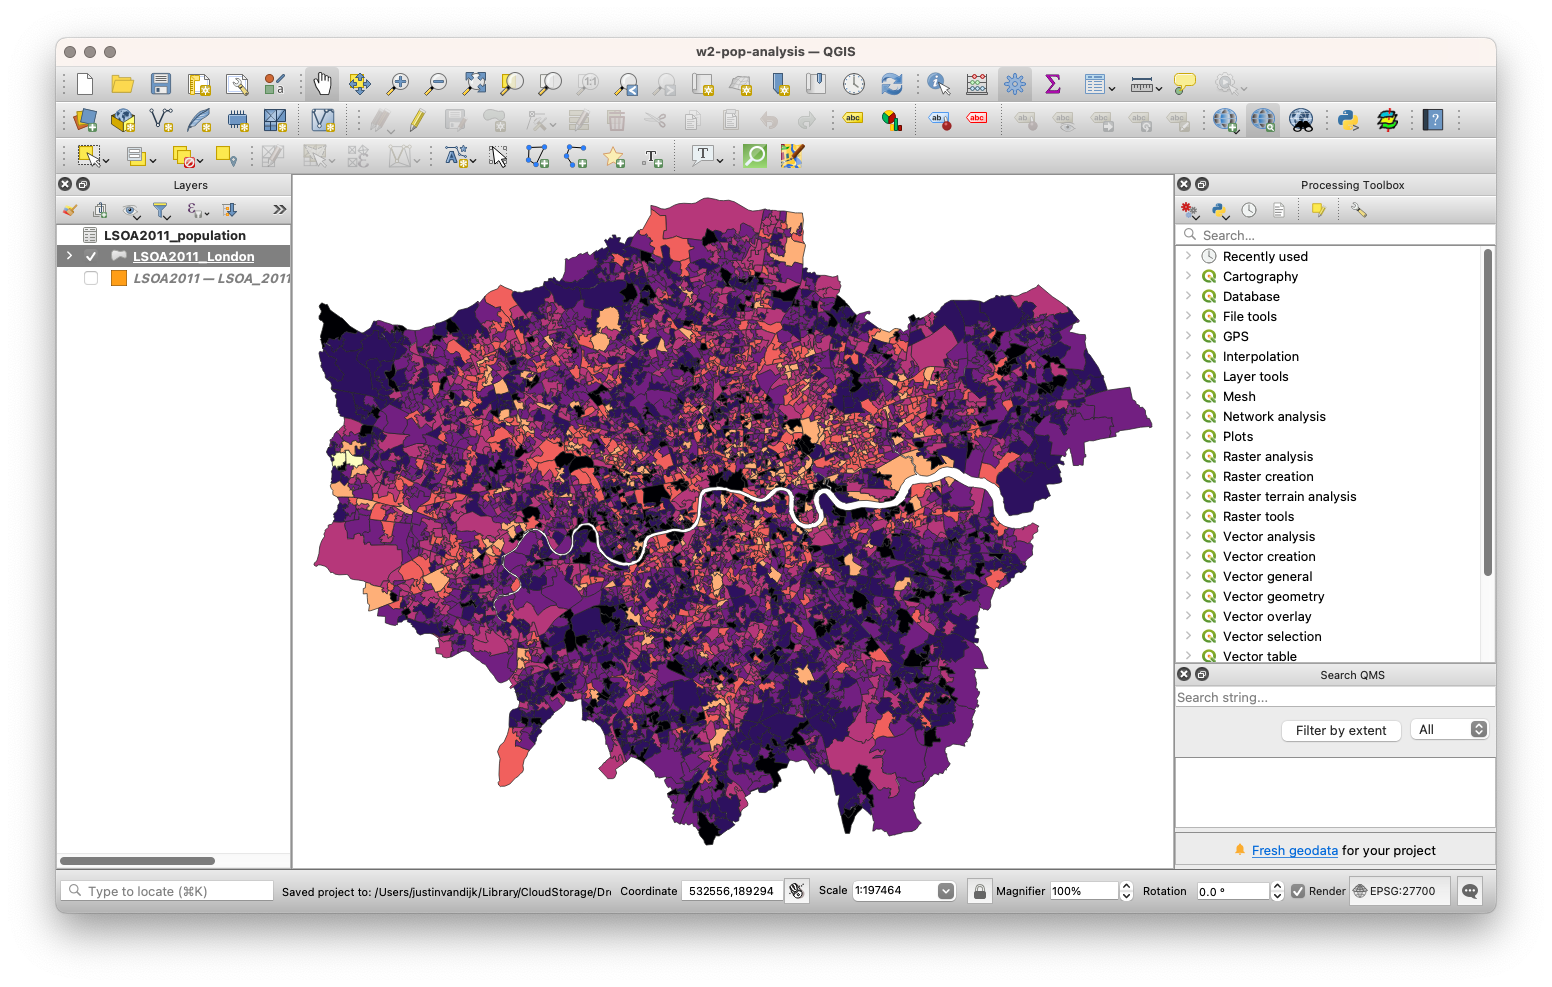 w2-pop-analysis — QGIS
Layers
LSOA2011_population
LSOA2011_London
LSOA2011 — LSOA_2011
Processing Toolbox
Search...
Recently used
Cartography
Database
File tools
GPS
Interpolation
Layer tools
Mesh
Network analysis
Plots
Raster analysis
Raster creation
Raster terrain analysis
Raster tools
Vector analysis
Vector creation
Vector general
Vector geometry
Vector overlay
Vector selection
Vector table
Search QMS
Search string...
Filter by extent
All
Fresh geodata for your project
Type to locate (⌘K)
Saved project to: /Users/justinvandijk/Library/CloudStorage/Dr
Coordinate
532556,189294
Scale
1:197464
Magnifier
100%
Rotation
0.0 °
Render
EPSG:27700